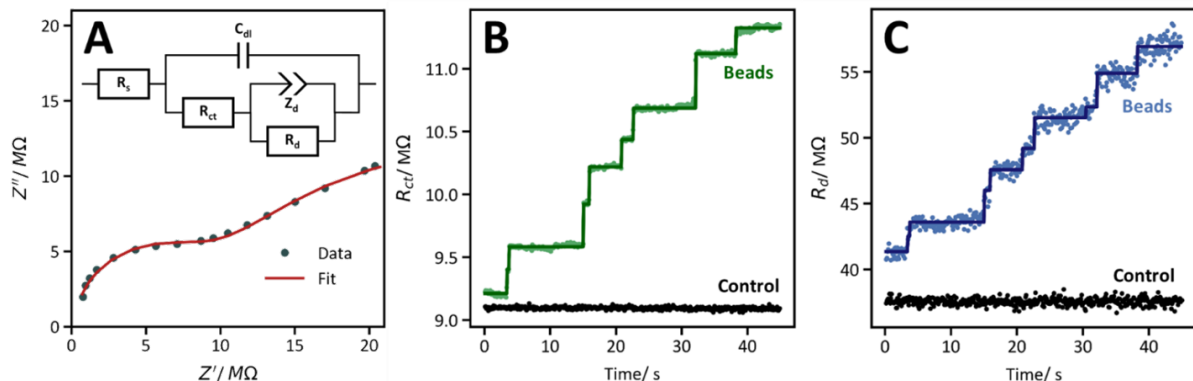 A
20
15
10
5
0
Z''/ MΩ
C_dl
R_s
R_ct
Z_d
R_d
Data
Fit
0 5 10 15 20
Z'/ MΩ
B
11.0
10.5
10.0
9.5
9.0
R_ct/ MΩ
Beads
Control
0 10 20 30 40
Time/ s
C
55
50
45
40
R_d/ MΩ
Beads
Control
0 10 20 30 40
Time/ s